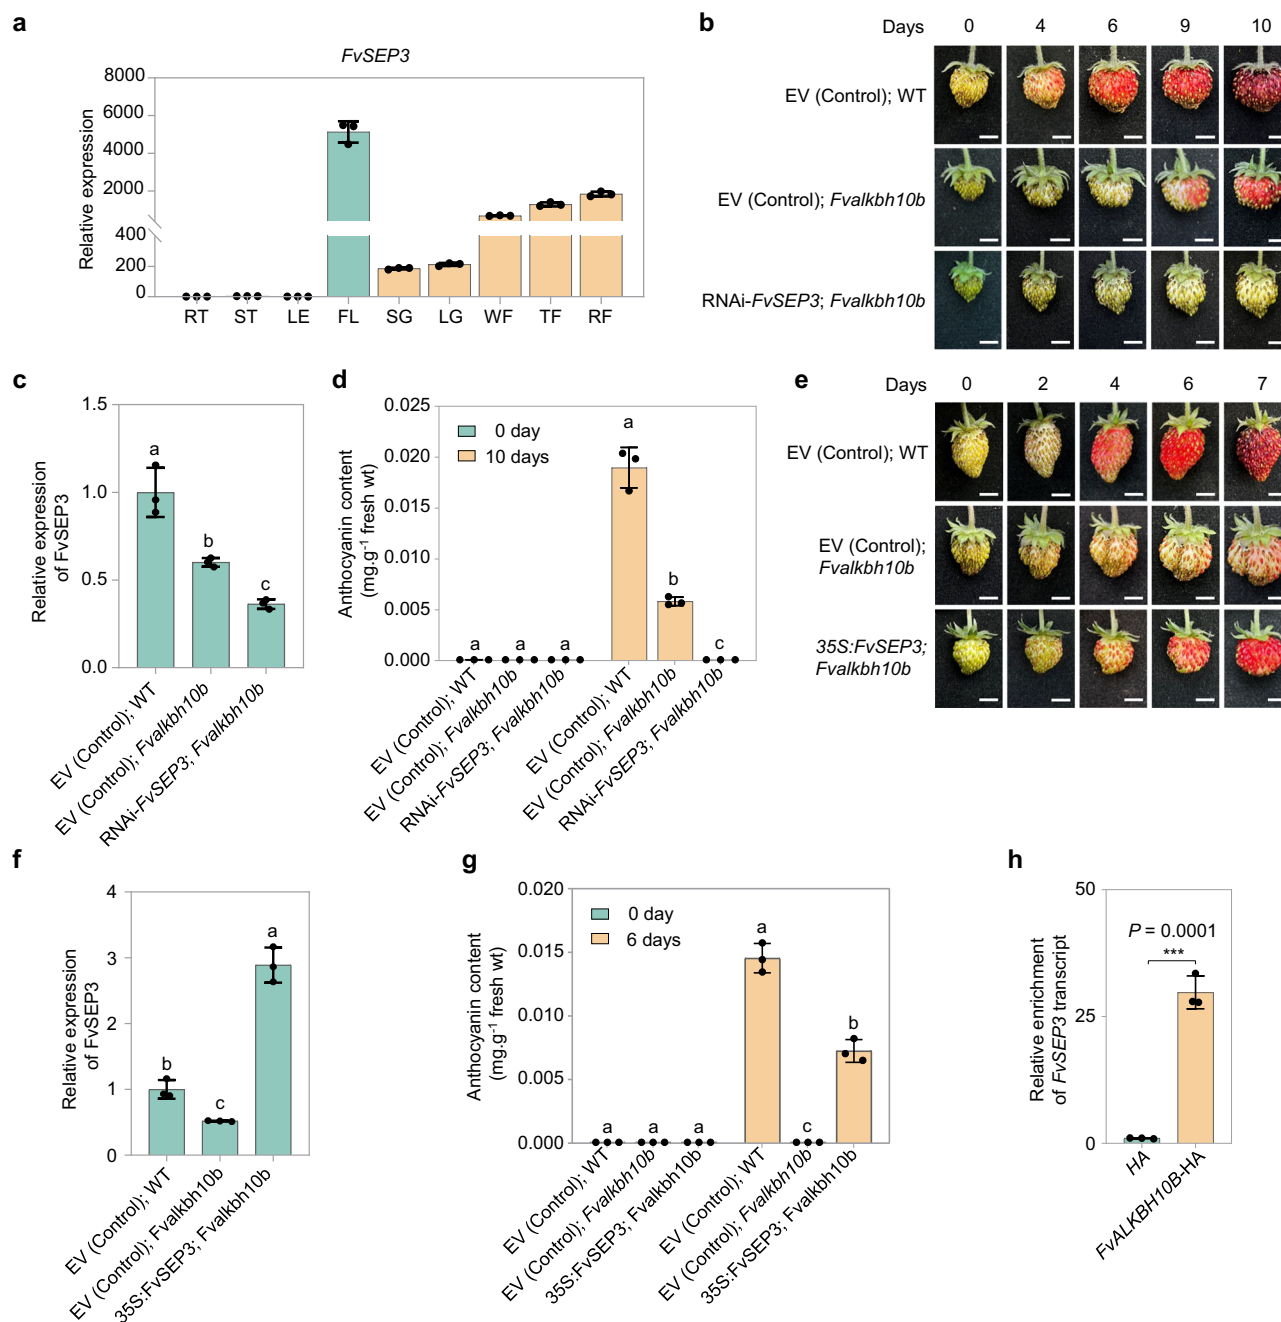 a
FvSEP3
Relative expression
8000
6000
4000
2000
400
200
0
RT ST LE FL SG LG WF TF RF
b
Days 0 4 6 9 10
EV (Control); WT
EV (Control); Fvalkbh10b
RNAi-FvSEP3; Fvalkbh10b
c
Relative expression
of FvSEP3
1.5
1.0
0.5
0.0
a
b
c
EV (Control); WT
EV (Control); Fvalkbh10b
RNAi-FvSEP3; Fvalkbh10b
d
Anthocyanin content
(mg.g⁻¹ fresh wt)
0.025
0.020
0.015
0.010
0.005
0.000
0 day
10 days
a a a a b c
EV (Control); WT
EV (Control); Fvalkbh10b
RNAi-FvSEP3; Fvalkbh10b
EV (Control); WT
EV (Control); Fvalkbh10b
RNAi-FvSEP3; Fvalkbh10b
e
Days 0 2 4 6 7
EV (Control); WT
EV (Control);
Fvalkbh10b
35S:FvSEP3;
Fvalkbh10b
f
Relative expression
of FvSEP3
4
3
2
1
0
b
c
a
EV (Control); WT
EV (Control); Fvalkbh10b
35S:FvSEP3; Fvalkbh10b
g
Anthocyanin content
(mg.g⁻¹ fresh wt)
0.020
0.015
0.010
0.005
0.000
0 day
6 days
a a a a c b
EV (Control); WT
EV (Control); Fvalkbh10b
35S:FvSEP3; Fvalkbh10b
EV (Control); WT
EV (Control); Fvalkbh10b
35S:FvSEP3; Fvalkbh10b
h
Relative enrichment
of FvSEP3 transcript
50
25
0
P = 0.0001
***
HA
FvALKBH10B-HA